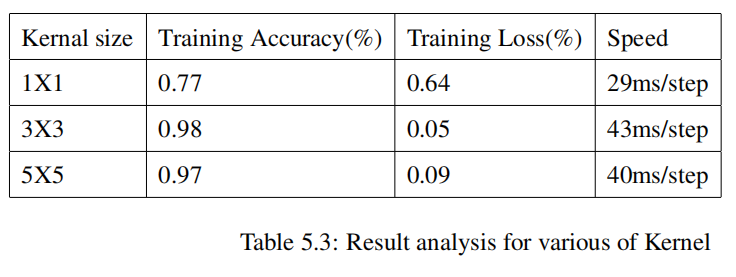 Kernal size Training Accuracy(%) Training Loss(%) Speed
1X1 0.77 0.64 29ms/step
3X3 0.98 0.05 43ms/step
5X5 0.97 0.09 40ms/step
Table 5.3: Result analysis for various of Kernel